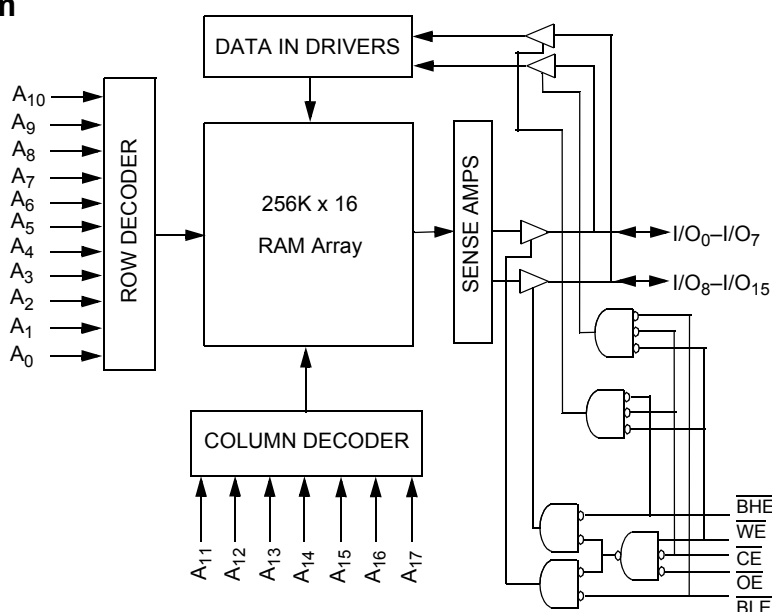 n
DATA IN DRIVERS
A10
A9
A8
A7
A6
A5
A4
A3
A2
A1
A0
ROW DECODER
256K x 16
RAM Array
SENSE AMPS
I/O0–I/O7
I/O8–I/O15
COLUMN DECODER
A11
A12
A13
A14
A15
A16
A17
BHE
WE
CE
OE
BLE